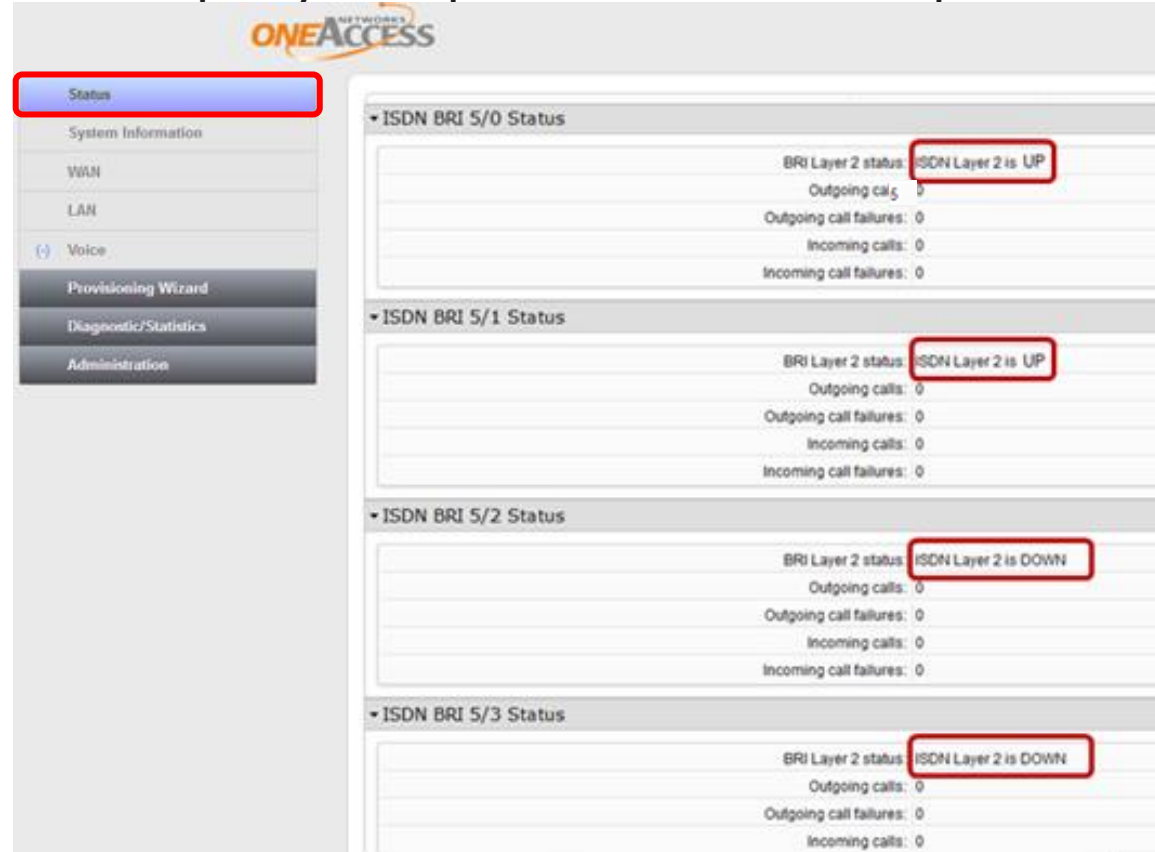 NETWORKS
ONEACCESS
Status
System Information
WAN
LAN
(-) Voice
Provisioning Wizard
Diagnostic/Statistics
Administration
ISDN BRI 5/0 Status
BRI Layer 2 status: ISDN Layer 2 is UP
Outgoing cal5
Outgoing call failures: 0
Incoming calls: 0
Incoming call failures: 0
ISDN BRI 5/1 Status
BRI Layer 2 status: ISDN Layer 2 is UP
Outgoing calls: 0
Outgoing call failures: 0
Incoming calls: 0
Incoming call failures: 0
ISDN BRI 5/2 Status
BRI Layer 2 status: ISDN Layer 2 is DOWN
Outgoing calls: 0
Outgoing call failures: 0
Incoming calls: 0
Incoming call failures: 0
ISDN BRI 5/3 Status
BRI Layer 2 status: ISDN Layer 2 is DOWN
Outgoing calls: 0
Outgoing call failures: 0
Incoming calls: 0